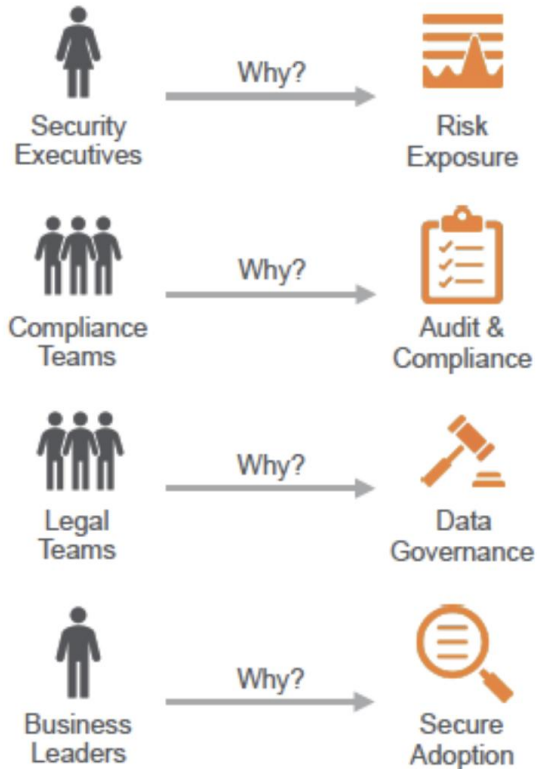 Why?
Security
Executives
Risk
Exposure
Why?
Compliance
Teams
Audit &
Compliance
Why?
Legal
Teams
Data
Governance
Why?
Business
Leaders
Secure
Adoption